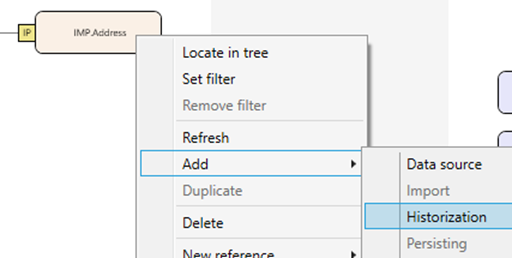 IP
IMP.Address
Locate in tree
Set filter
Remove filter
Refresh
Add
Duplicate
Delete
New reference
Data source
Import
Historization
Persisting